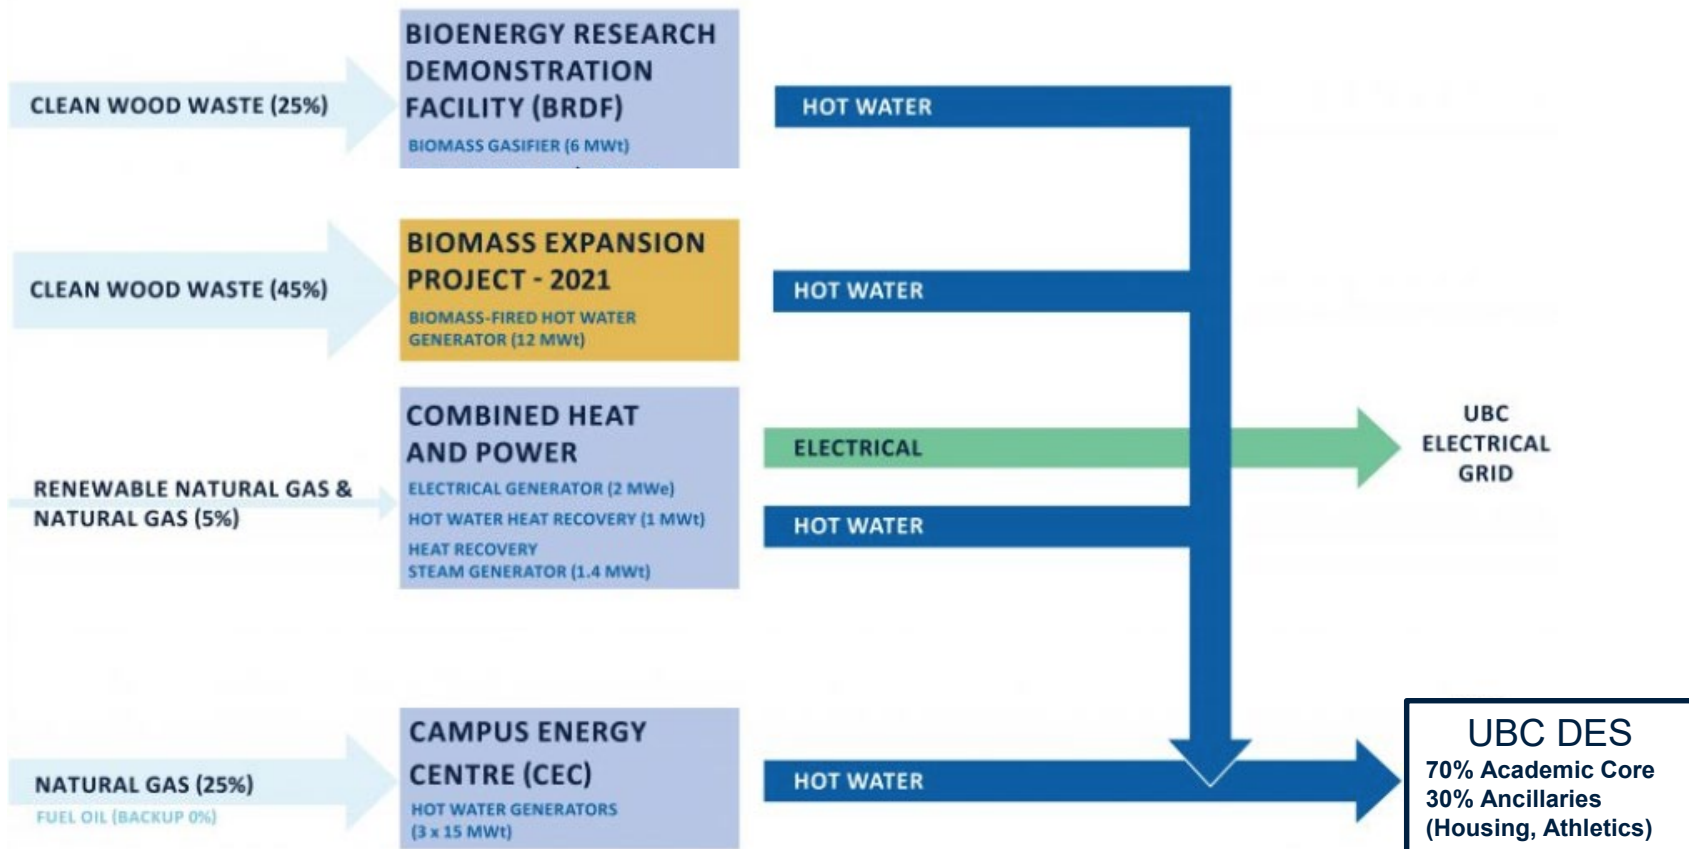 CLEAN WOOD WASTE (25%)
BIOENERGY RESEARCH
DEMONSTRATION
FACILITY (BRDF)
BIOMASS GASIFIER (6 MWt)
HOT WATER
CLEAN WOOD WASTE (45%)
BIOMASS EXPANSION
PROJECT - 2021
BIOMASS-FIRED HOT WATER
GENERATOR (12 MWt)
HOT WATER
RENEWABLE NATURAL GAS &
NATURAL GAS (5%)
COMBINED HEAT
AND POWER
ELECTRICAL GENERATOR (2 MWe)
HOT WATER HEAT RECOVERY (1 MWt)
HEAT RECOVERY
STEAM GENERATOR (1.4 MWt)
ELECTRICAL
HOT WATER
UBC
ELECTRICAL
GRID
NATURAL GAS (25%)
FUEL OIL (BACKUP 0%)
CAMPUS ENERGY
CENTRE (CEC)
HOT WATER GENERATORS
(3 x 15 MWt)
HOT WATER
UBC DES
70% Academic Core
30% Ancillaries
(Housing, Athletics)